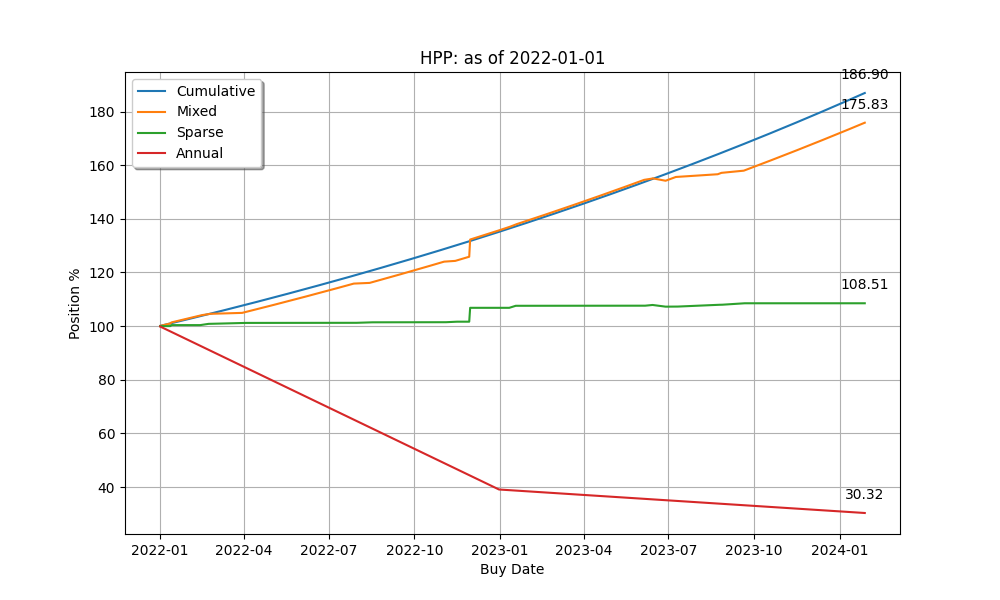 HPP: as of 2022-01-01
Cumulative
Mixed
Sparse
Annual
186.90
175.83
108.51
30.32
Position %
180
160
140
120
100
80
60
40
2022-01 2022-04 2022-07 2022-10 2023-01 2023-04 2023-07 2023-10 2024-01
Buy Date